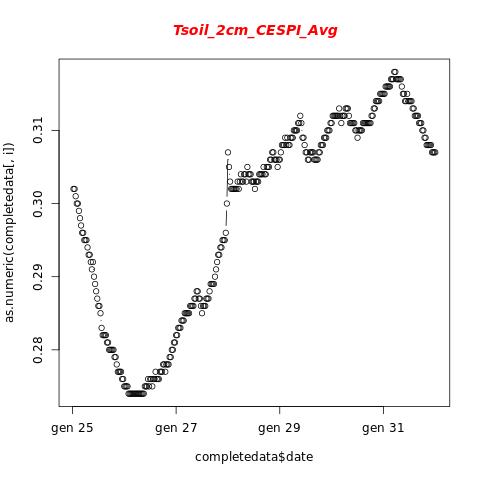 Tsoil_2cm_CESPI_Avg
as.numeric(completedata[, i])
0.31
0.30
0.29
0.28
gen 25 gen 27 gen 29 gen 31
completedata$date